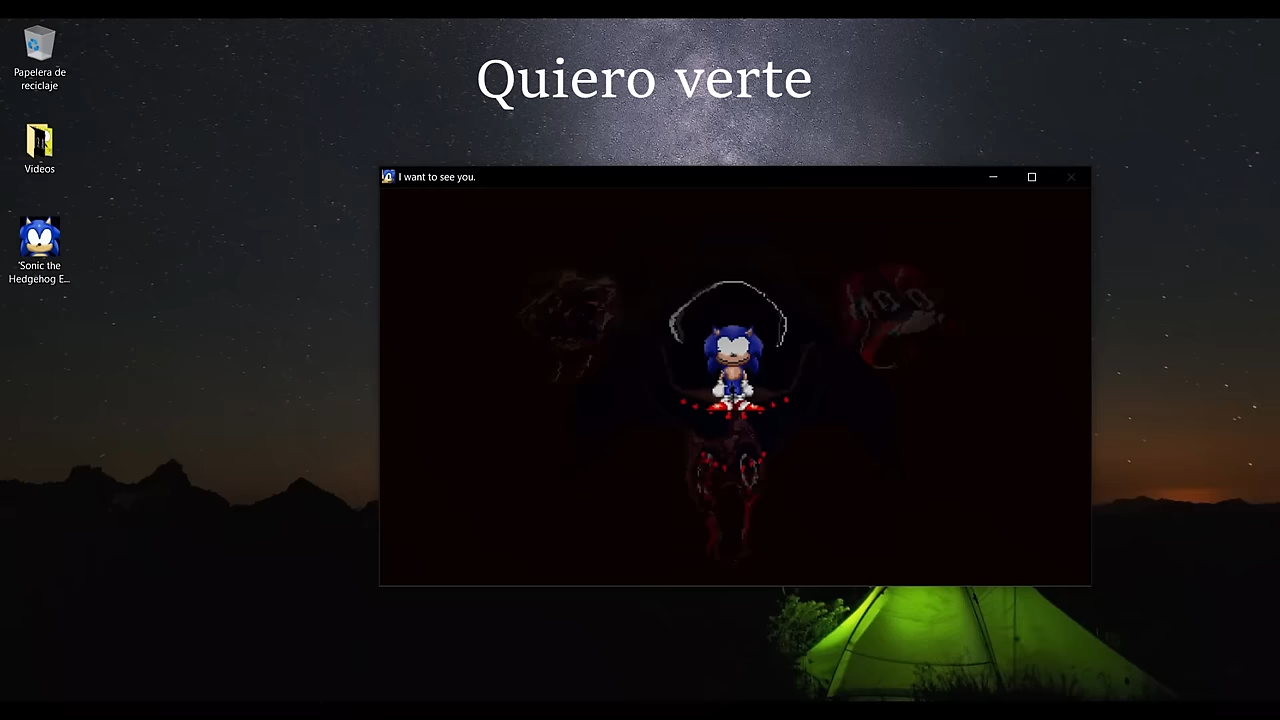 Quiero verte
Papelera de
reciclaje
Videos
'Sonic the
Hedgehog E...
I want to see you.